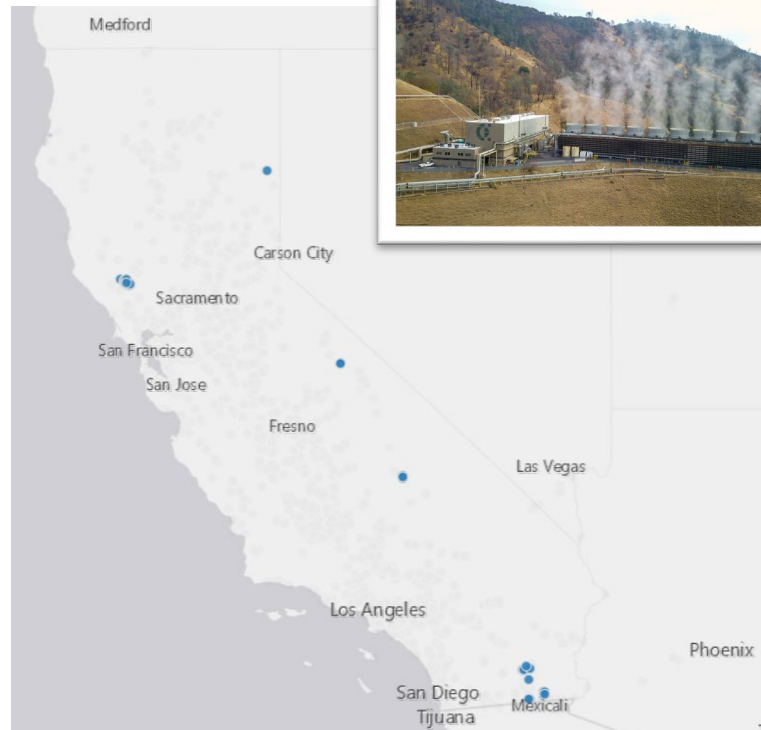 Medford
Carson City
Sacramento
San Francisco
San Jose
Fresno
Las Vegas
Los Angeles
Phoenix
San Diego
Mexicali
Tijuana